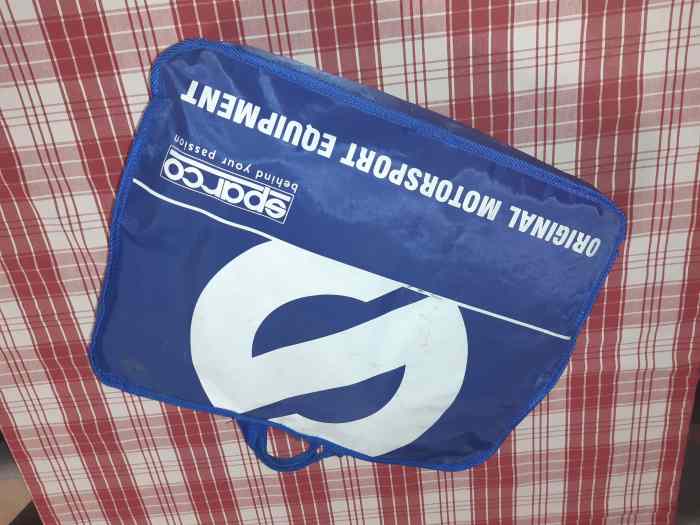 sparco
behind your passion
ORIGINAL MOTORSPORT EQUIPMENT